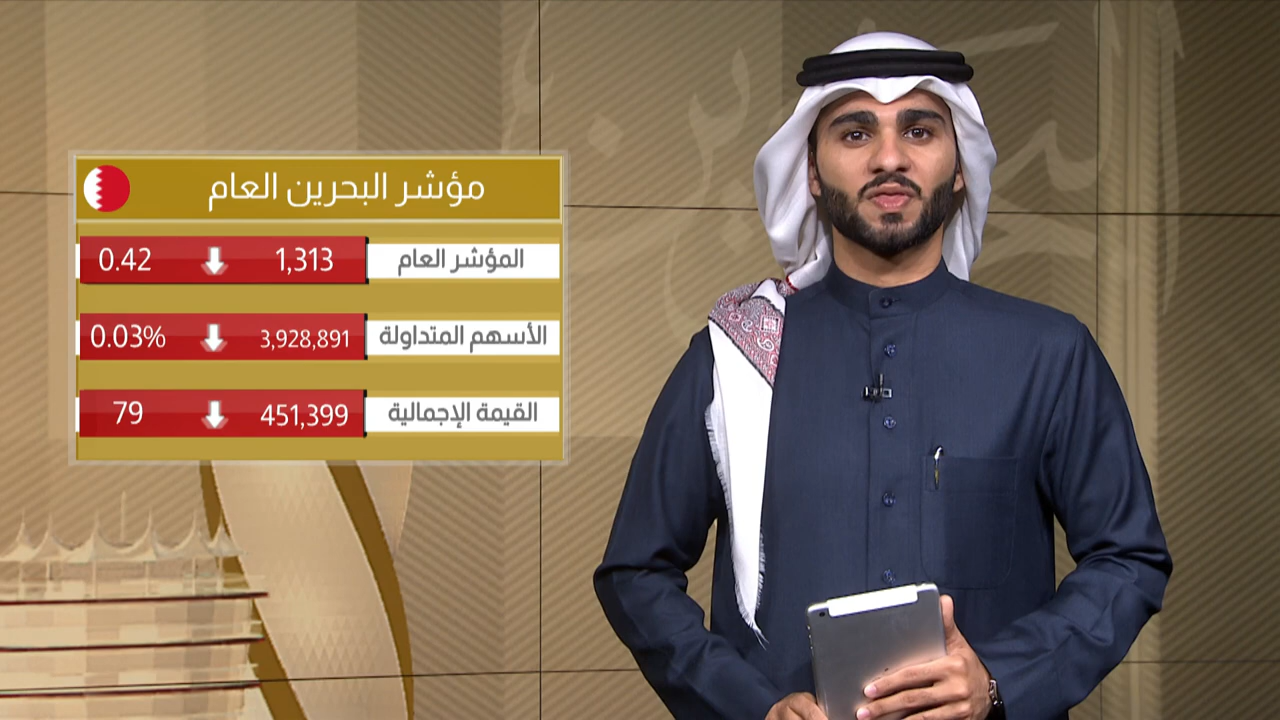 مؤشر البحرين العام
المؤشر العام 1,313 0.42
الأسهم المتداولة 3,928,891 0.03%
القيمة الإجمالية 451,399 79